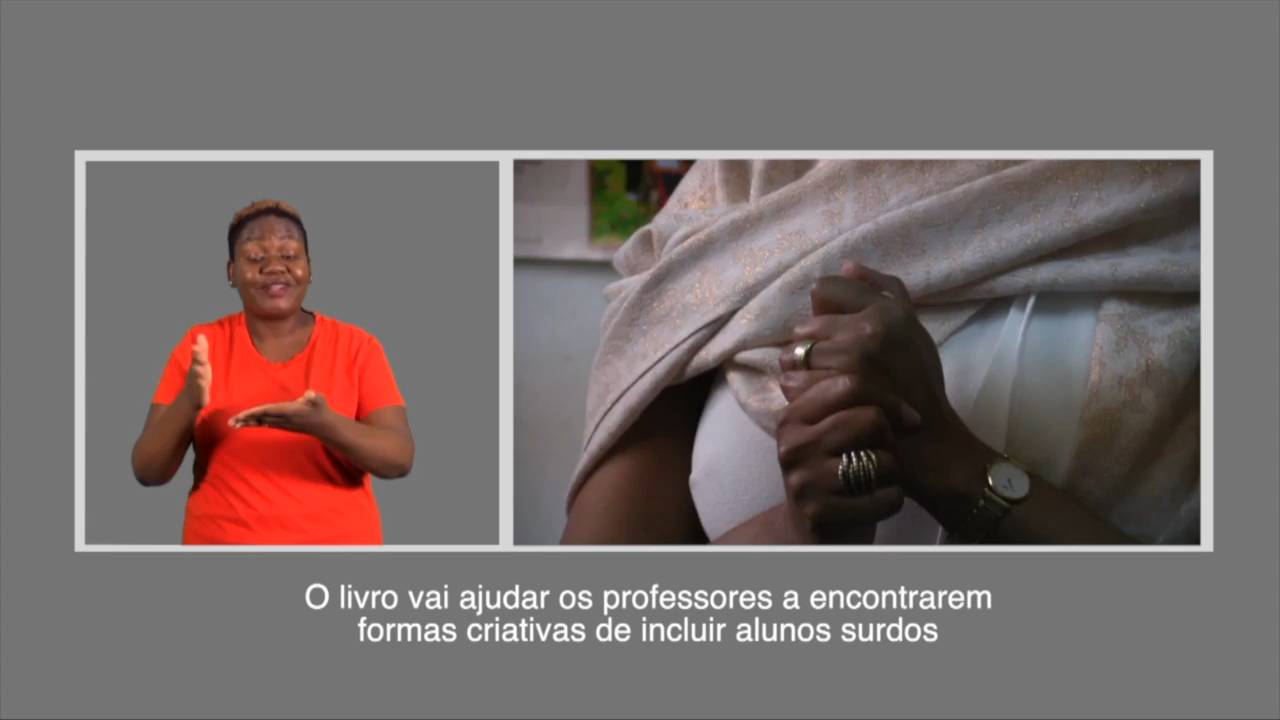 O livro vai ajudar os professores a encontrarem
formas criativas de incluir alunos surdos